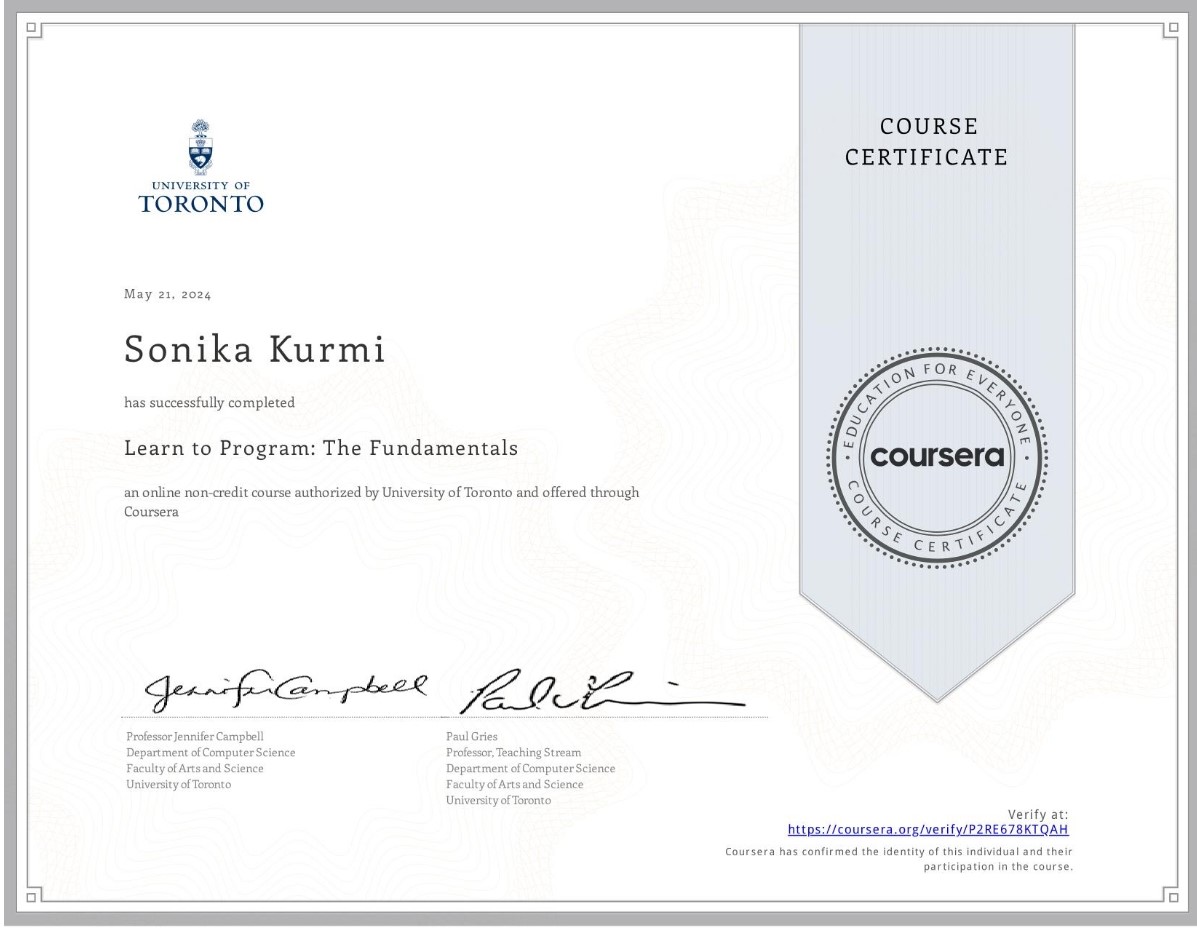 COURSE
CERTIFICATE
UNIVERSITY OF
TORONTO
May 21, 2024
Sonika Kurmi
has successfully completed
Learn to Program: The Fundamentals
an online non-credit course authorized by University of Toronto and offered through
Coursera
EDUCATION FOR EVERYONE
coursera
COURSE CERTIFICATE
Jennifer Campbell
Professor Jennifer Campbell
Department of Computer Science
Faculty of Arts and Science
University of Toronto
Paul Gries
Professor, Teaching Stream
Department of Computer Science
Faculty of Arts and Science
University of Toronto
Verify at:
https://coursera.org/verify/P2RE678KTQAH
Coursera has confirmed the identity of this individual and their
participation in the course.